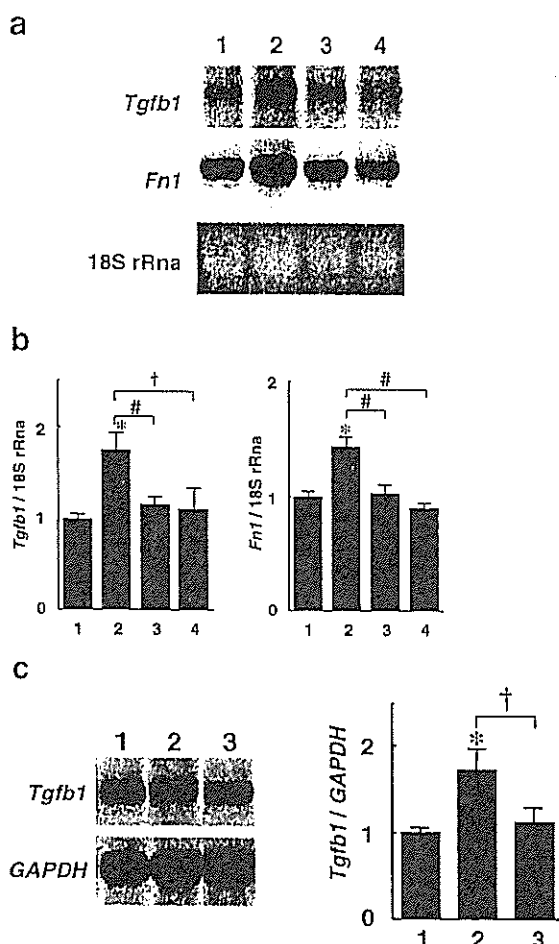 a
1 2 3 4
Tgfb1
Fn1
18S rRna
b
Tgfb1 / 18S rRna
2
1
0
†
#
*
1 2 3 4
Fn1 / 18S rRna
2
1
0
#
#
*
1 2 3 4
c
1 2 3
Tgfb1
GAPDH
Tgfb1 / GAPDH
2
1
0
†
*
1 2 3